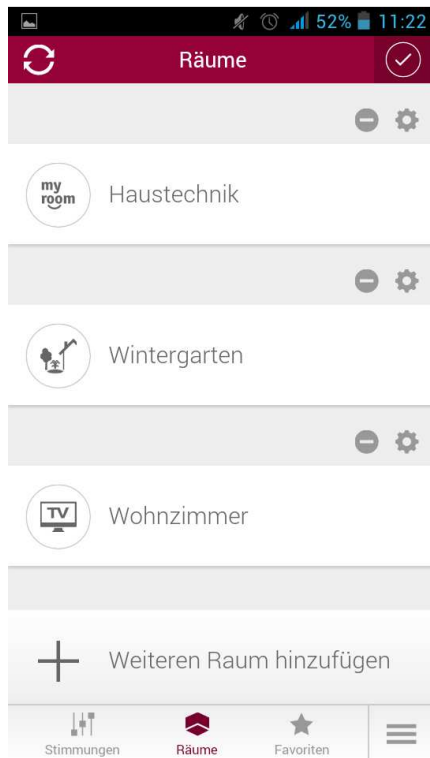 52% 11:22
Räume
my
room
Haustechnik
Wintergarten
TV
Wohnzimmer
Weiteren Raum hinzufügen
Stimmungen Räume Favoriten